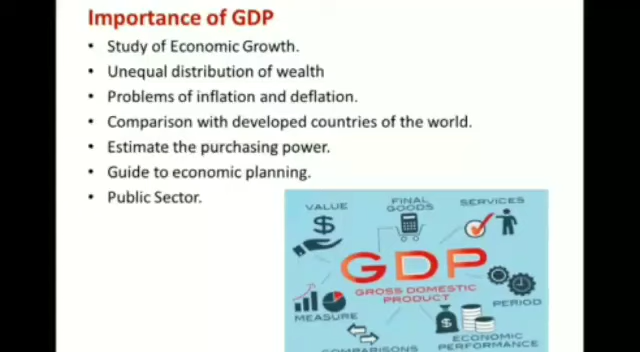 Importance of GDP
• Study of Economic Growth.
• Unequal distribution of wealth
• Problems of inflation and deflation.
• Comparison with developed countries of the world.
• Estimate the purchasing power.
• Guide to economic planning.
• Public Sector.
VALUE
FINAL
GOODS
SERVICES
GDP
GROSS DOMESTIC
PRODUCT
PERIOD
MEASURE
ECONOMIC
PERFORMANCE
COMPARISONS